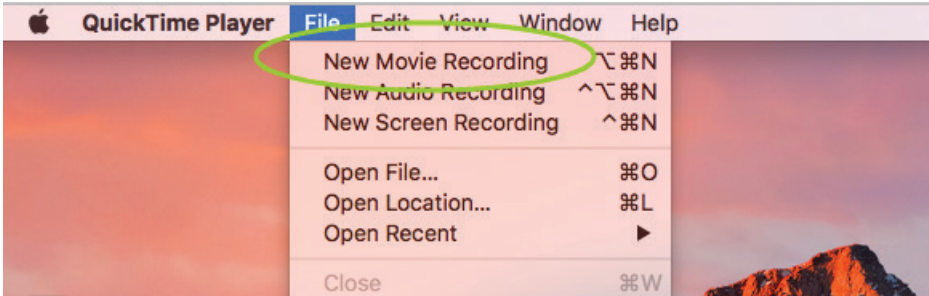 QuickTime Player File Edit View Window Help
New Movie Recording ⌥⌘N
New Audio Recording ^⌥⌘N
New Screen Recording ^⌘N
Open File... ⌘O
Open Location... ⌘L
Open Recent ▶
Close ⌘W